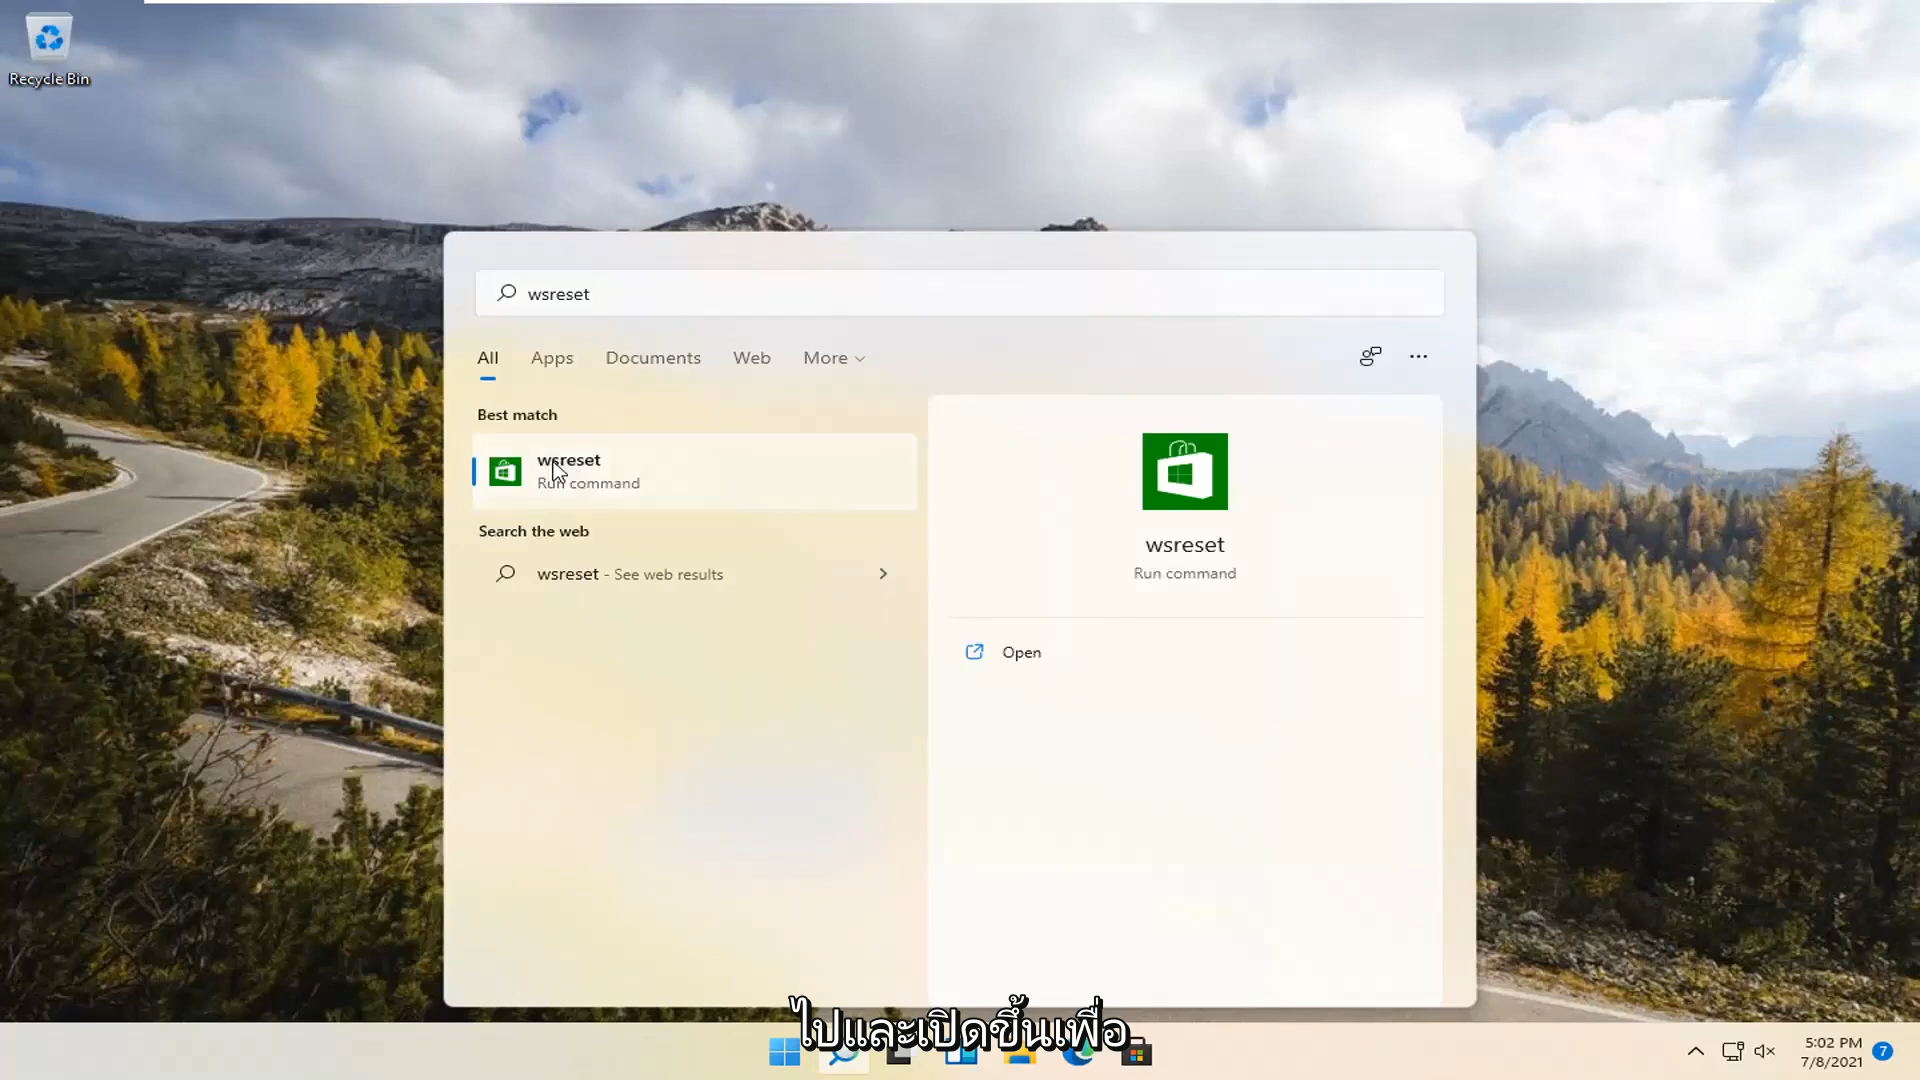 Recycle Bin
wsreset
All Apps Documents Web More
Best match
wsreset
Run command
Search the web
wsreset - See web results
wsreset
Run command
Open
ไปและเปิดขึ้นเพื่อ
5:02 PM
7/8/2021
7